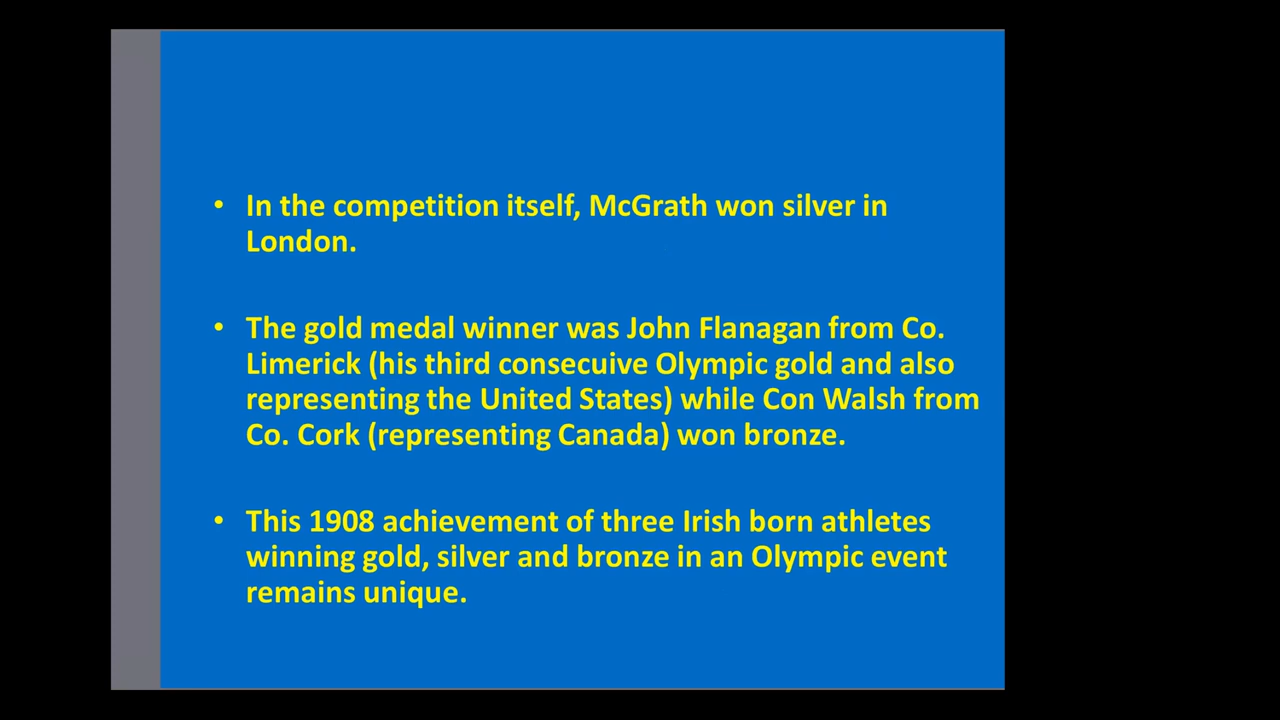 • In the competition itself, McGrath won silver in
London.
• The gold medal winner was John Flanagan from Co.
Limerick (his third consecuive Olympic gold and also
representing the United States) while Con Walsh from
Co. Cork (representing Canada) won bronze.
• This 1908 achievement of three Irish born athletes
winning gold, silver and bronze in an Olympic event
remains unique.